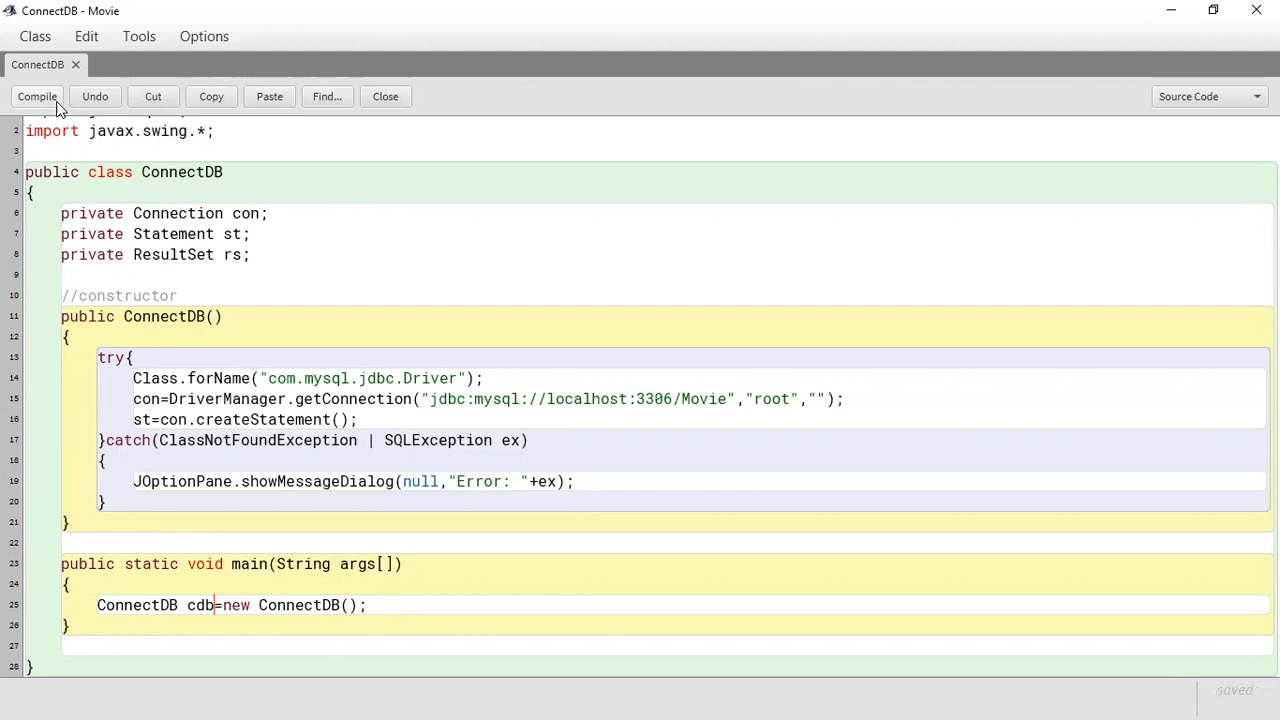 ConnectDB - Movie
Class Edit Tools Options
ConnectDB
Compile Undo Cut Copy Paste Find... Close Source Code
2 import javax.swing.*;
3
4 public class ConnectDB
5 {
6 private Connection con;
7 private Statement st;
8 private ResultSet rs;
9
10 //constructor
11 public ConnectDB()
12 {
13 try{
14 Class.forName("com.mysql.jdbc.Driver");
15 con=DriverManager.getConnection("jdbc:mysql://localhost:3306/Movie","root","");
16 st=con.createStatement();
17 }catch(ClassNotFoundException | SQLException ex)
18 {
19 JOptionPane.showMessageDialog(null,"Error: "+ex);
20 }
21 }
22
23 public static void main(String args[])
24 {
25 ConnectDB cdb=new ConnectDB();
26 }
27
28 }
saved